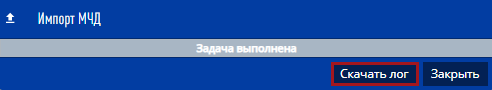 Импорт МЧД
Задача выполнена
Скачать лог Закрыть